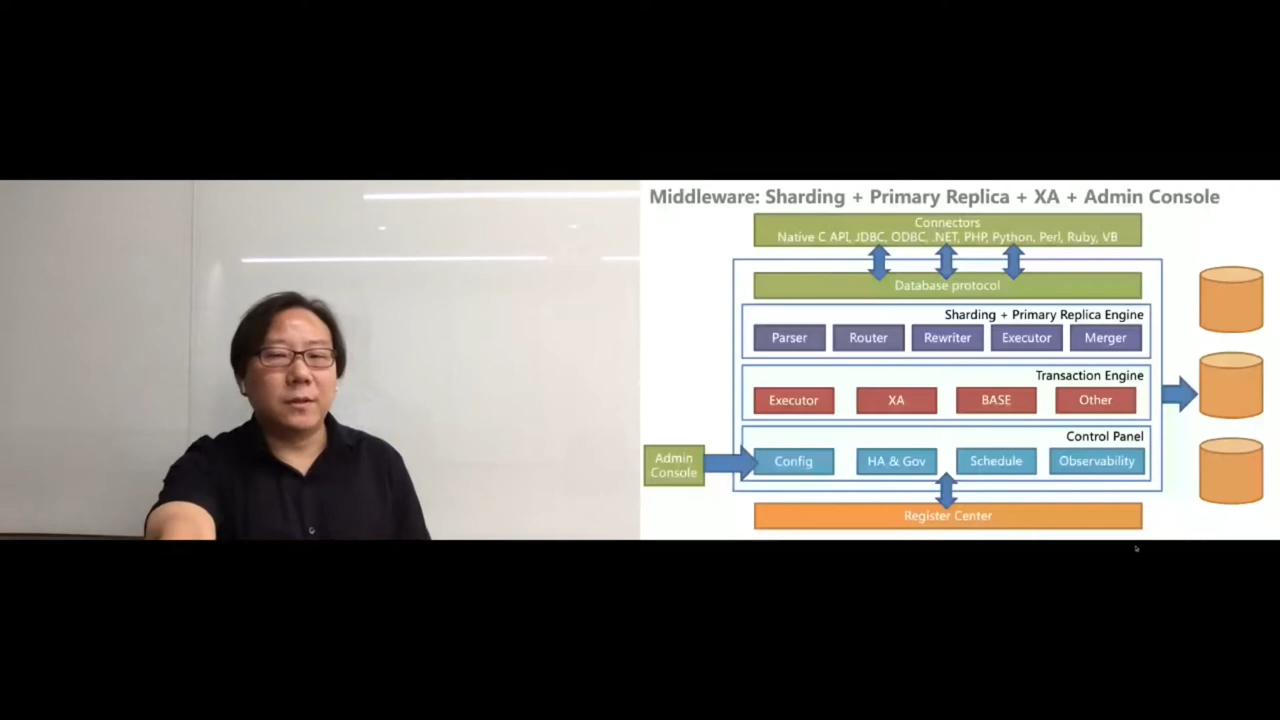 Middleware: Sharding + Primary Replica + XA + Admin Console
Connectors
Native C API, JDBC, ODBC, .NET, PHP, Python, Perl, Ruby, VB
Database protocol
Sharding + Primary Replica Engine
Parser
Router
Rewriter
Executor
Merger
Transaction Engine
Executor
XA
BASE
Other
Control Panel
Admin
Console
Config
HA & Gov
Schedule
Observability
Register Center